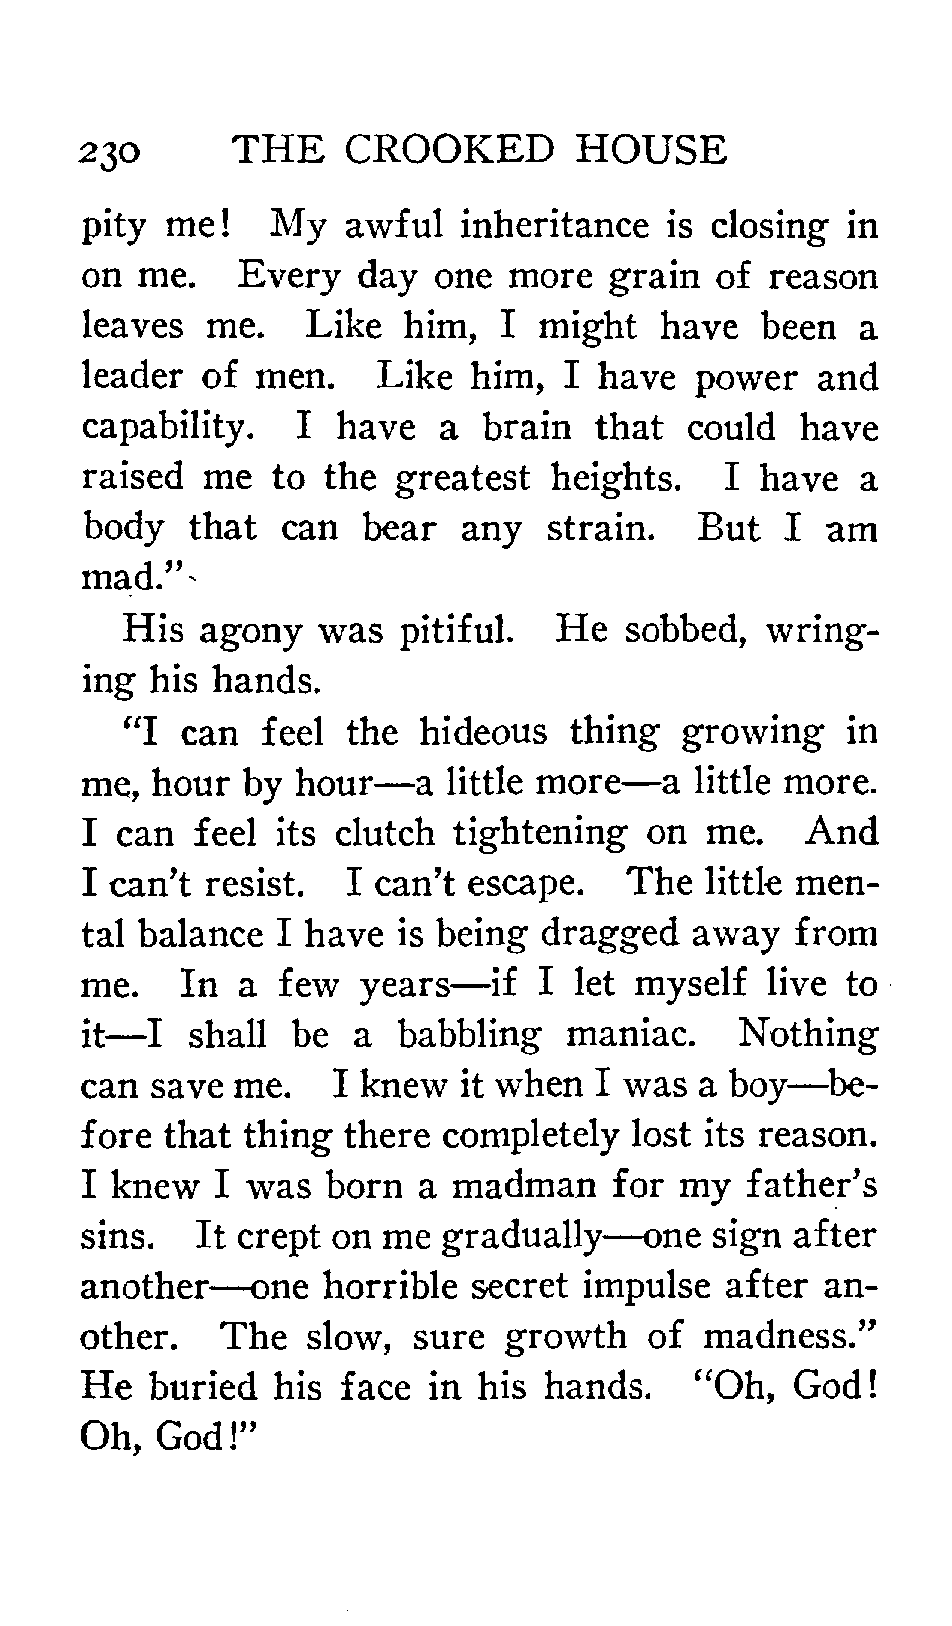 230 THE CROOKED HOUSE
pity me! My awful inheritance is closing in
on me. Every day one more grain of reason
leaves me. Like him, I might have been a
leader of men. Like him, I have power and
capability. I have a brain that could have
raised me to the greatest heights. I have a
body that can bear any strain. But I am
mad."
His agony was pitiful. He sobbed, wring-
ing his hands.
"I can feel the hideous thing growing in
me, hour by hour—a little more—a little more.
I can feel its clutch tightening on me. And
I can't resist. I can't escape. The little men-
tal balance I have is being dragged away from
me. In a few years—if I let myself live to
it—I shall be a babbling maniac. Nothing
can save me. I knew it when I was a boy—be-
fore that thing there completely lost its reason.
I knew I was born a madman for my father's
sins. It crept on me gradually—one sign after
another—one horrible secret impulse after an-
other. The slow, sure growth of madness."
He buried his face in his hands. "Oh, God!
Oh, God!"